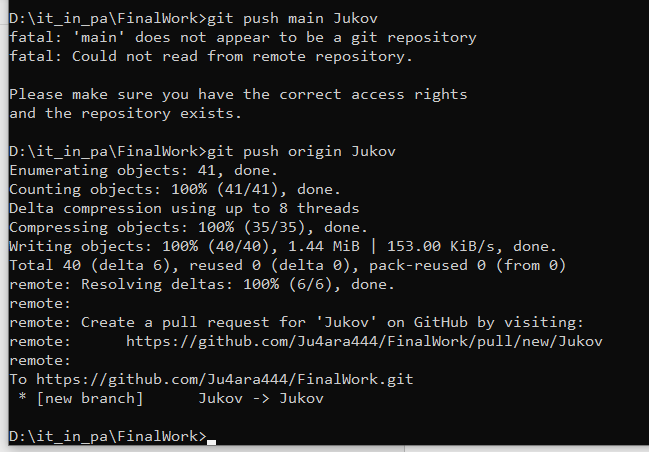 D:\it_in_pa\FinalWork>git push main Jukov
fatal: 'main' does not appear to be a git repository
fatal: Could not read from remote repository.
Please make sure you have the correct access rights
and the repository exists.
D:\it_in_pa\FinalWork>git push origin Jukov
Enumerating objects: 41, done.
Counting objects: 100% (41/41), done.
Delta compression using up to 8 threads
Compressing objects: 100% (35/35), done.
Writing objects: 100% (40/40), 1.44 MiB | 153.00 KiB/s, done.
Total 40 (delta 6), reused 0 (delta 0), pack-reused 0 (from 0)
remote: Resolving deltas: 100% (6/6), done.
remote:
remote: Create a pull request for 'Jukov' on GitHub by visiting:
remote:      https://github.com/Ju4ara444/FinalWork/pull/new/Jukov
remote:
To https://github.com/Ju4ara444/FinalWork.git
 * [new branch]      Jukov -> Jukov
D:\it_in_pa\FinalWork>